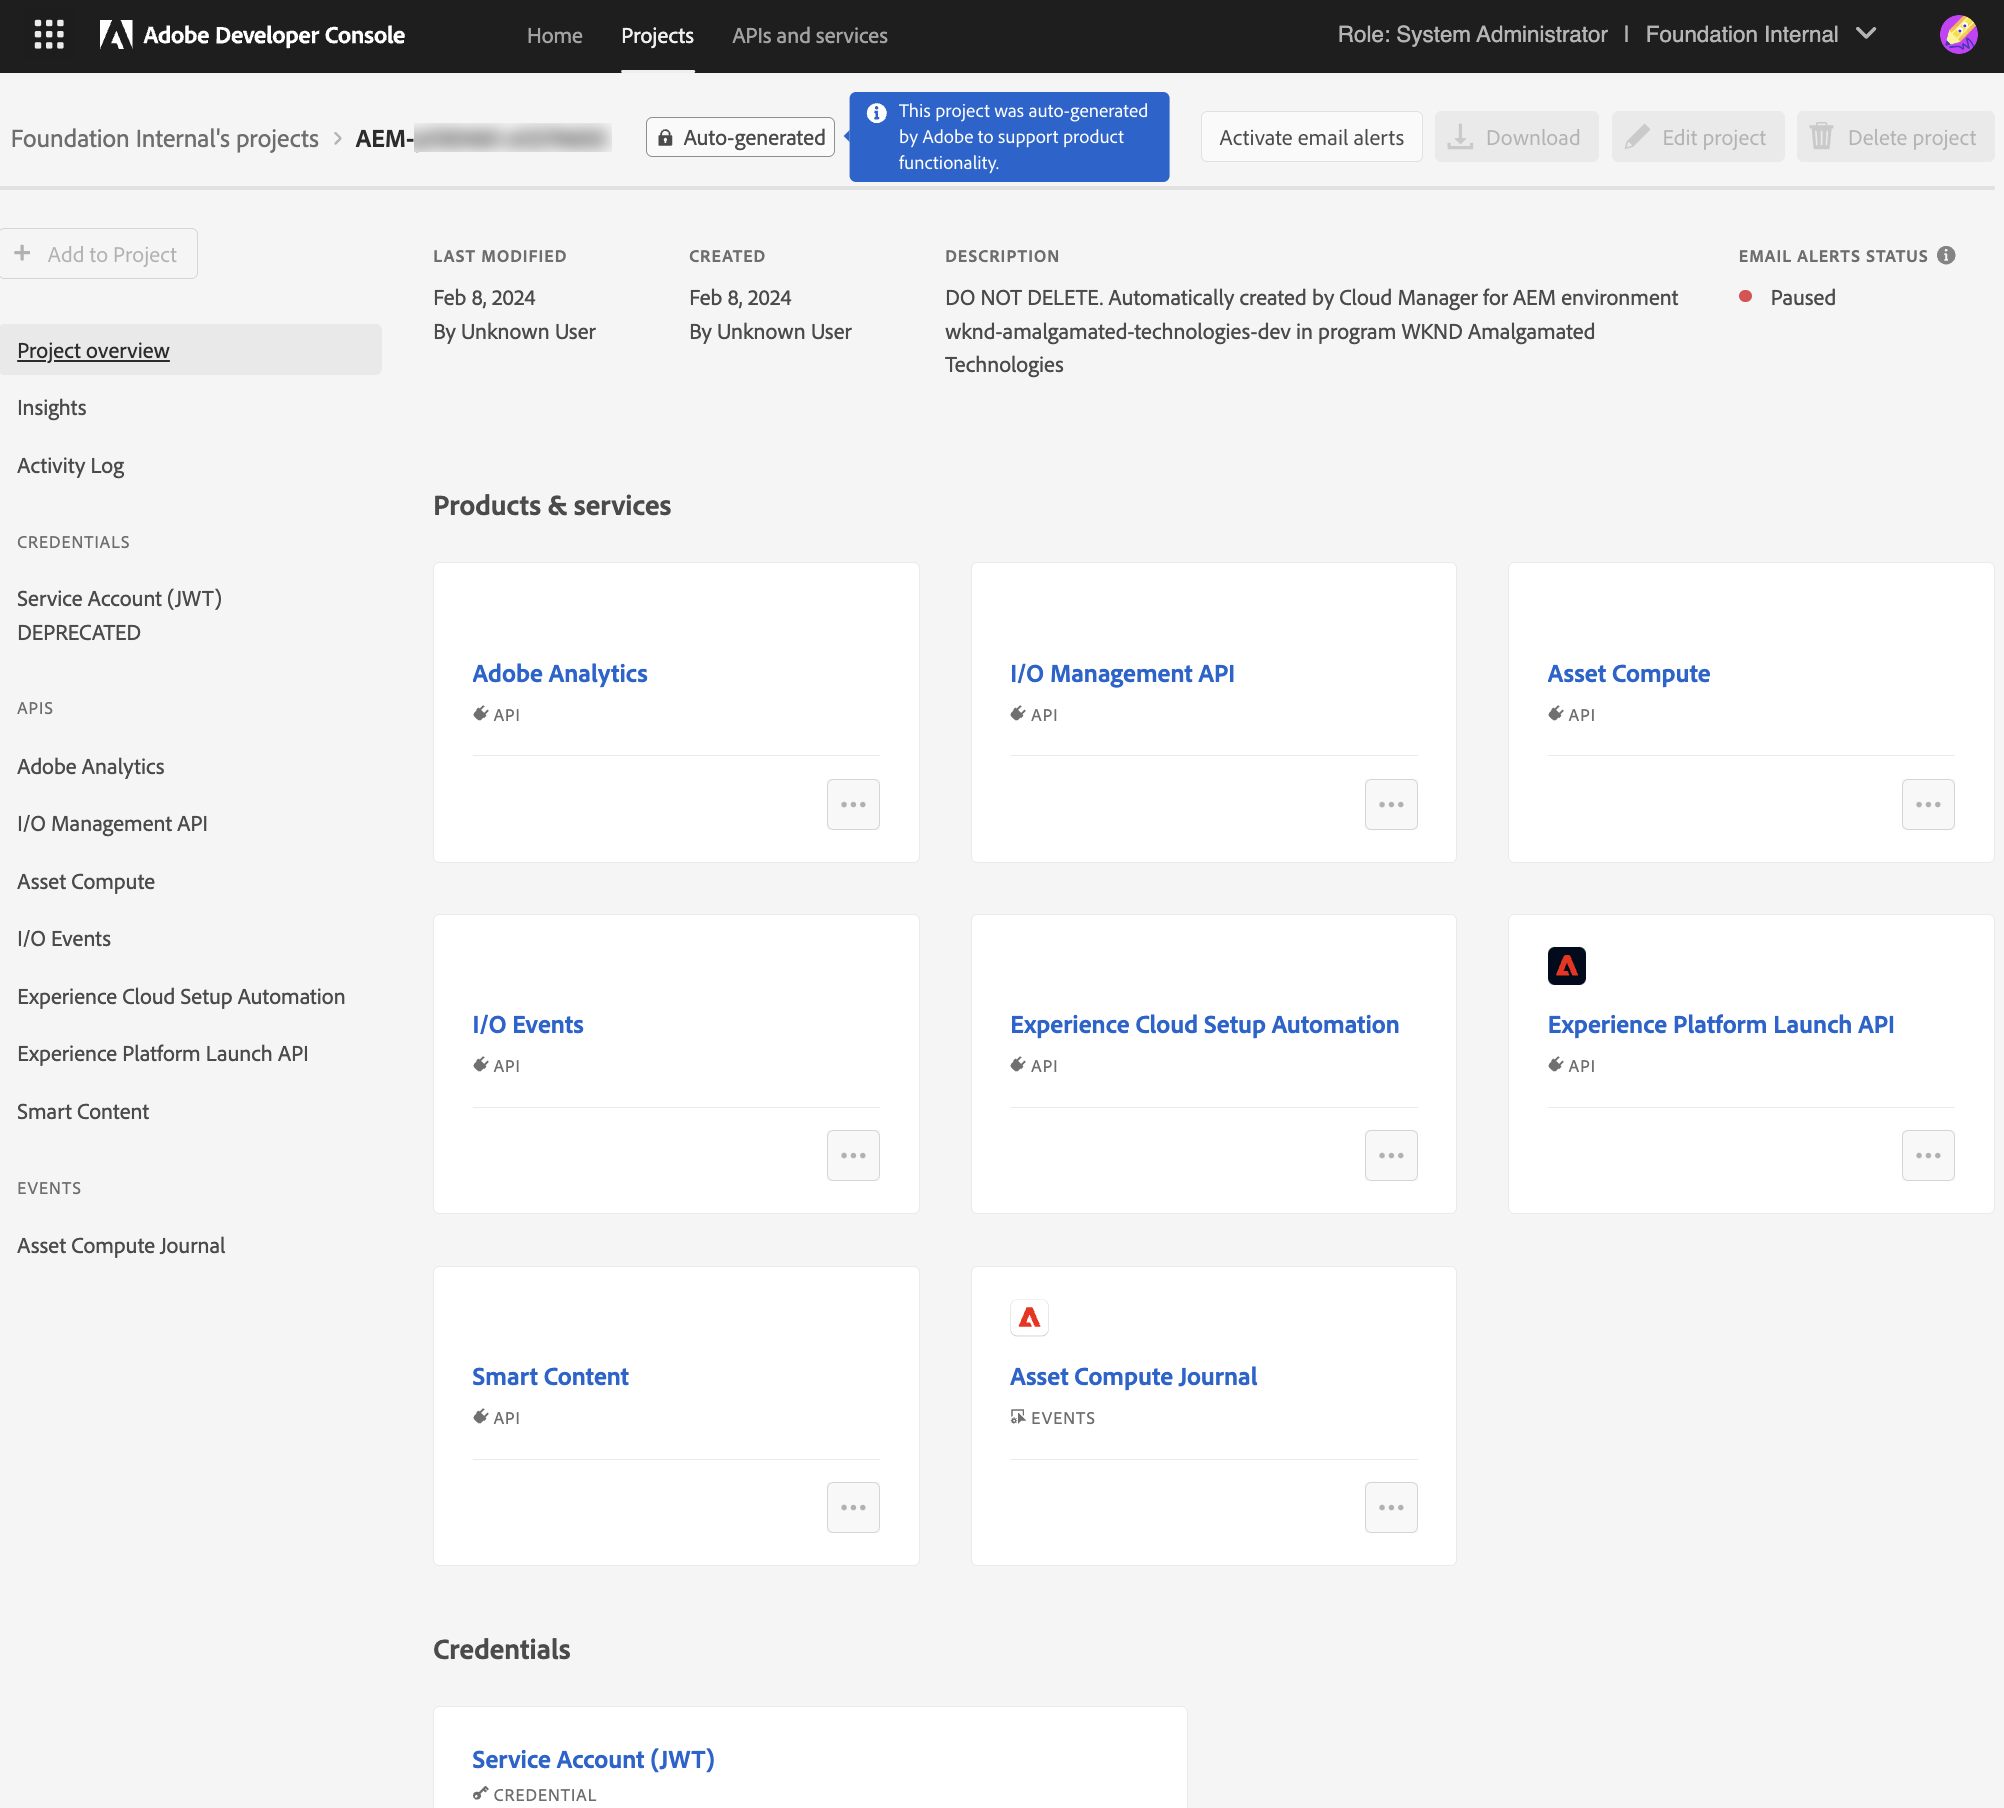 Adobe Developer Console
Home
Projects
APIs and services
Role: System Administrator | Foundation Internal
Foundation Internal's projects > AEM-
Auto-generated
This project was auto-generated
by Adobe to support product
functionality.
Activate email alerts
Download
Edit project
Delete project
+ Add to Project
Project overview
Insights
Activity Log
CREDENTIALS
Service Account (JWT)
DEPRECATED
APIS
Adobe Analytics
I/O Management API
Asset Compute
I/O Events
Experience Cloud Setup Automation
Experience Platform Launch API
Smart Content
EVENTS
Asset Compute Journal
LAST MODIFIED
Feb 8, 2024
By Unknown User
CREATED
Feb 8, 2024
By Unknown User
DESCRIPTION
DO NOT DELETE. Automatically created by Cloud Manager for AEM environment
wknd-amalgamated-technologies-dev in program WKND Amalgamated
Technologies
EMAIL ALERTS STATUS
Paused
Products & services
Adobe Analytics
API
I/O Management API
API
Asset Compute
API
I/O Events
API
Experience Cloud Setup Automation
API
Experience Platform Launch API
API
Smart Content
API
Asset Compute Journal
EVENTS
Credentials
Service Account (JWT)
CREDENTIAL